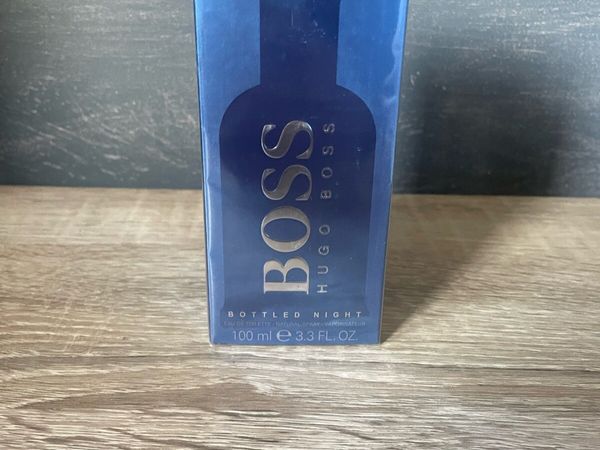 BOSS
HUGO BOSS
BOTTLED NIGHT
EAU DE TOILETTE · NATURAL SPRAY · VAPORISATEUR
100 ml ℮ 3.3 FL. OZ.